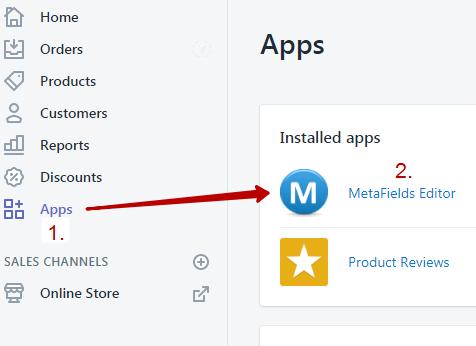 Home
Orders
Products
Customers
Reports
Discounts
Apps
1.
SALES CHANNELS
Online Store
Apps
Installed apps
2.
M
MetaFields Editor
Product Reviews